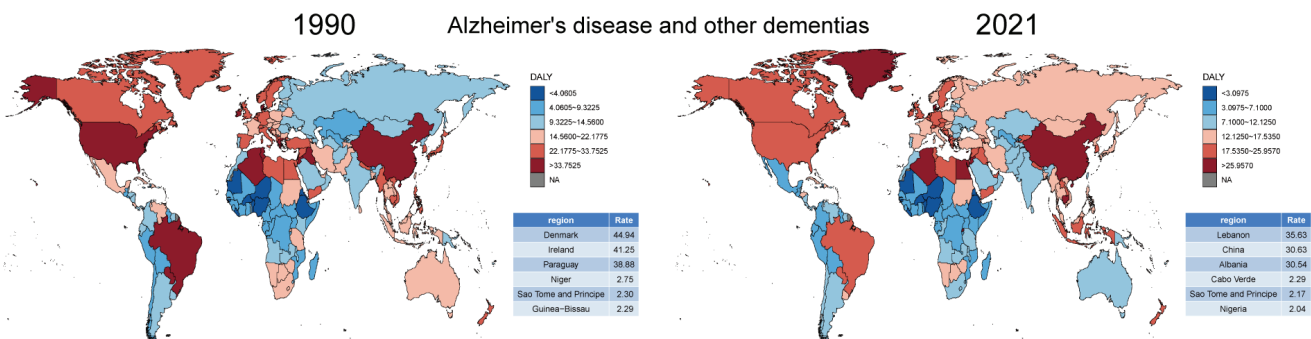 1990
Alzheimer's disease and other dementias
2021
DALY
<4.0605
4.0605~9.3225
9.3225~14.5600
14.5600~22.1775
22.1775~33.7525
>33.7525
NA
region Rate
Denmark 44.94
Ireland 41.25
Paraguay 38.88
Niger 2.75
Sao Tome and Principe 2.30
Guinea−Bissau 2.29
DALY
<3.0975
3.0975~7.1000
7.1000~12.1250
12.1250~17.5350
17.5350~25.9570
>25.9570
NA
region Rate
Lebanon 35.63
China 30.63
Albania 30.54
Cabo Verde 2.29
Sao Tome and Principe 2.17
Nigeria 2.04